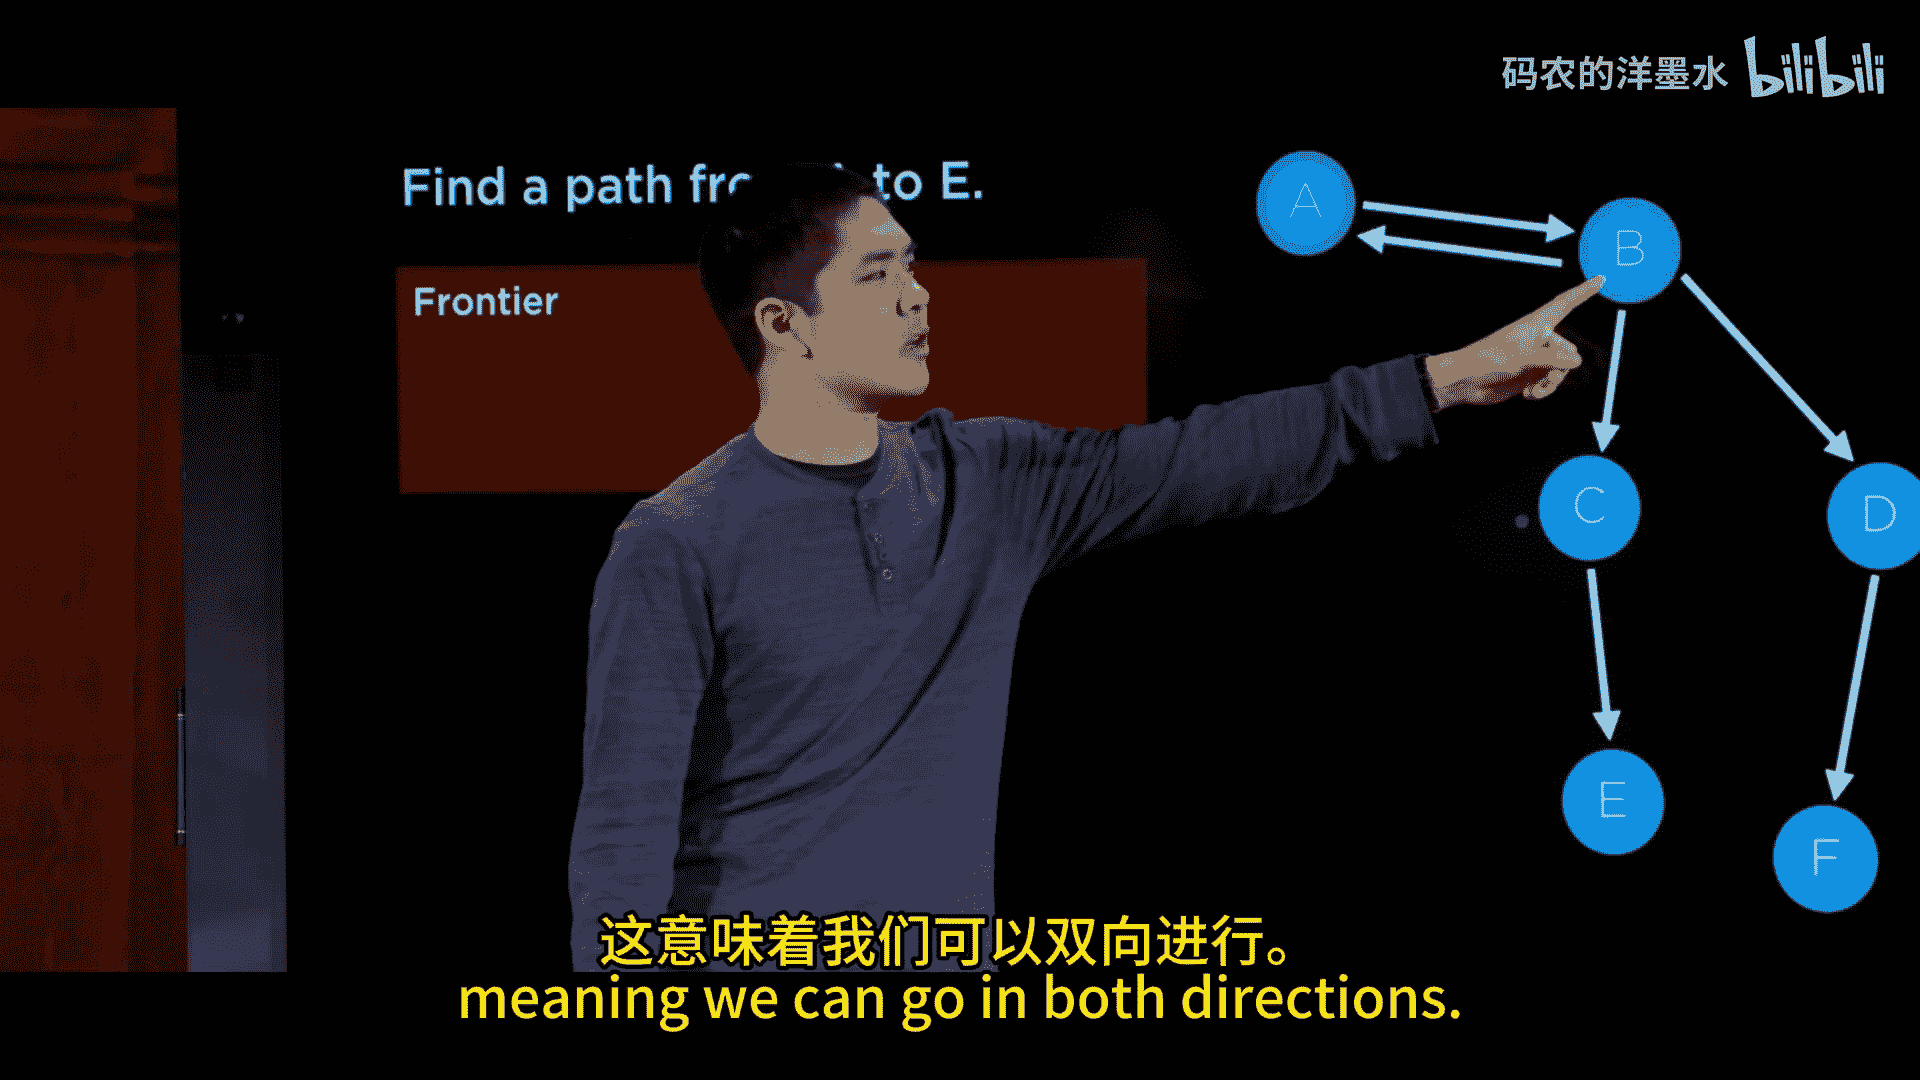 码农的洋墨水 bilibili
Find a path to E.
Frontier
A
B
C
D
E
F
这意味着我们可以双向进行。
meaning we can go in both directions.